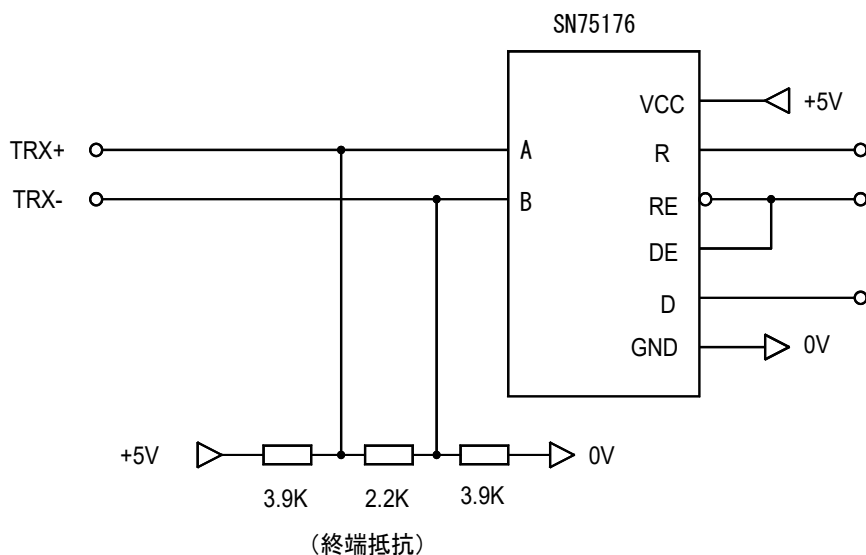 SN75176
VCC
+5V
TRX+
A
R
TRX-
B
RE
DE
D
GND
0V
+5V
0V
3.9K
2.2K
3.9K
（終端抵抗）